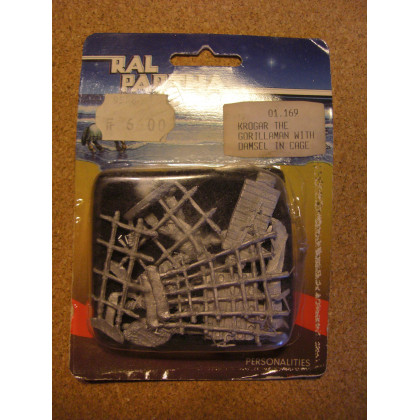 RAL
PARTHA
6.00
01.169
KROGAR THE
GORILLAMAN WITH
DAMSEL IN CAGE
PERSONALITIES